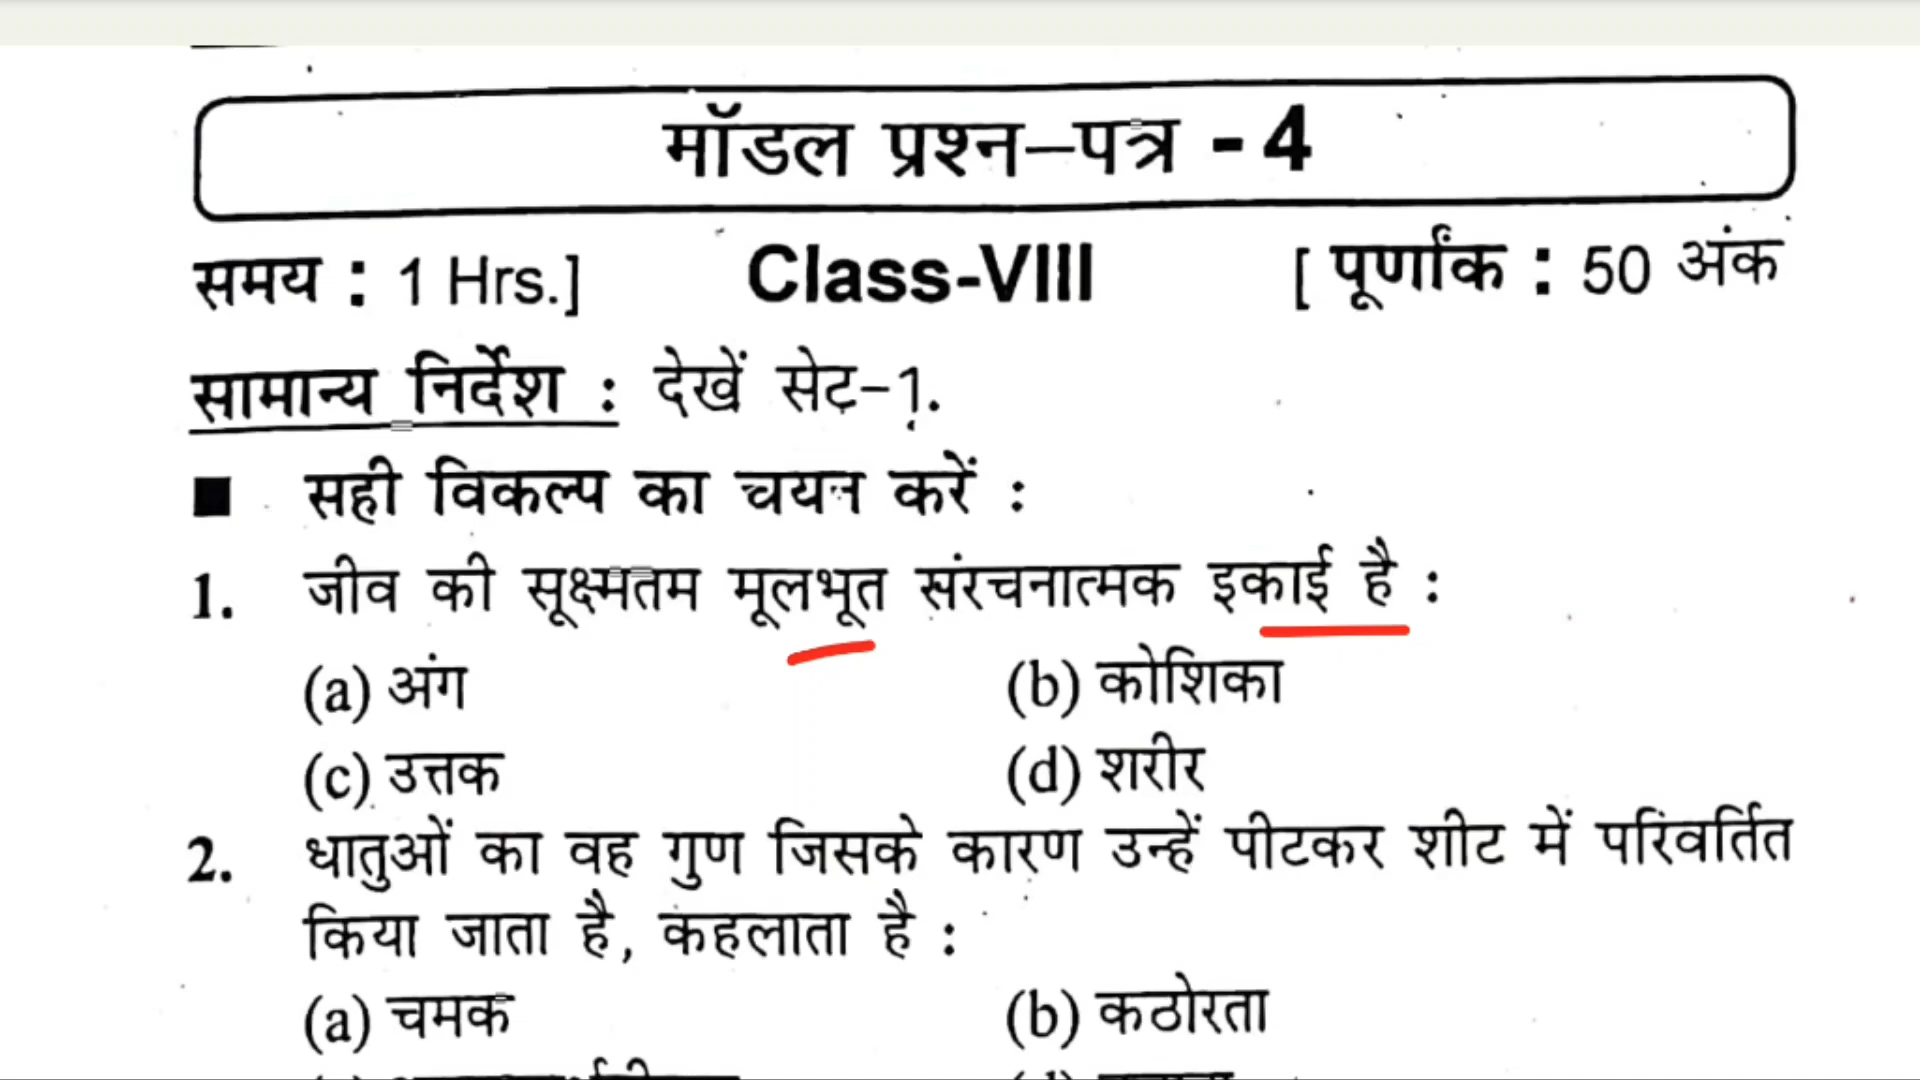 मॉडल प्रश्न–पत्र - 4
समय : 1 Hrs.] Class-VIII [ पूर्णांक : 50 अंक
सामान्य निर्देश : देखें सेट–1.
■ सही विकल्प का चयन करें :
1. जीव की सूक्ष्मतम मूलभूत संरचनात्मक इकाई है :
(a) अंग (b) कोशिका
(c) उत्तक (d) शरीर
2. धातुओं का वह गुण जिसके कारण उन्हें पीटकर शीट में परिवर्तित
किया जाता है, कहलाता है :
(a) चमक (b) कठोरता